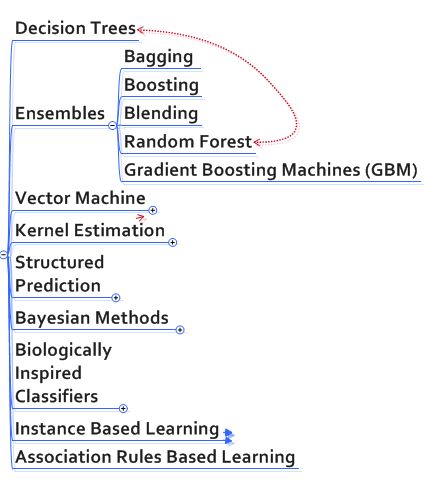 Decision Trees
Ensembles
Bagging
Boosting
Blending
Random Forest
Gradient Boosting Machines (GBM)
Vector Machine
Kernel Estimation
Structured
Prediction
Bayesian Methods
Biologically
Inspired
Classifiers
Instance Based Learning
Association Rules Based Learning